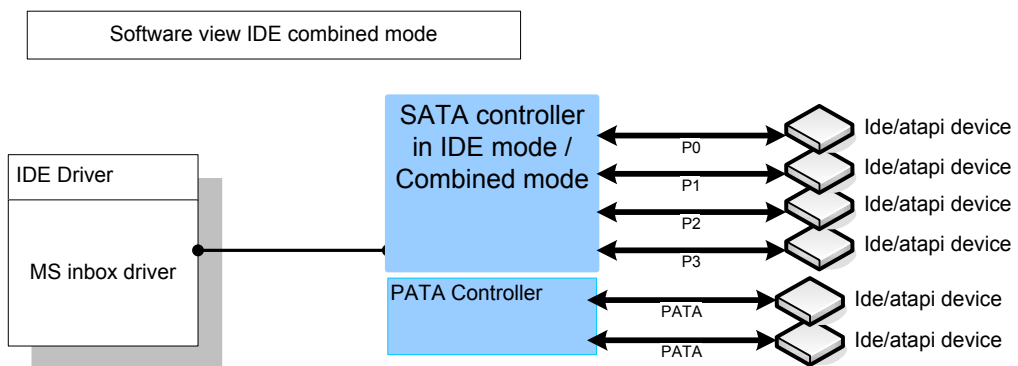 Software view IDE combined mode
SATA controller
in IDE mode /
Combined mode
IDE Driver
MS inbox driver
P0
P1
P2
P3
Ide/atapi device
Ide/atapi device
Ide/atapi device
Ide/atapi device
PATA Controller
PATA
PATA
Ide/atapi device
Ide/atapi device